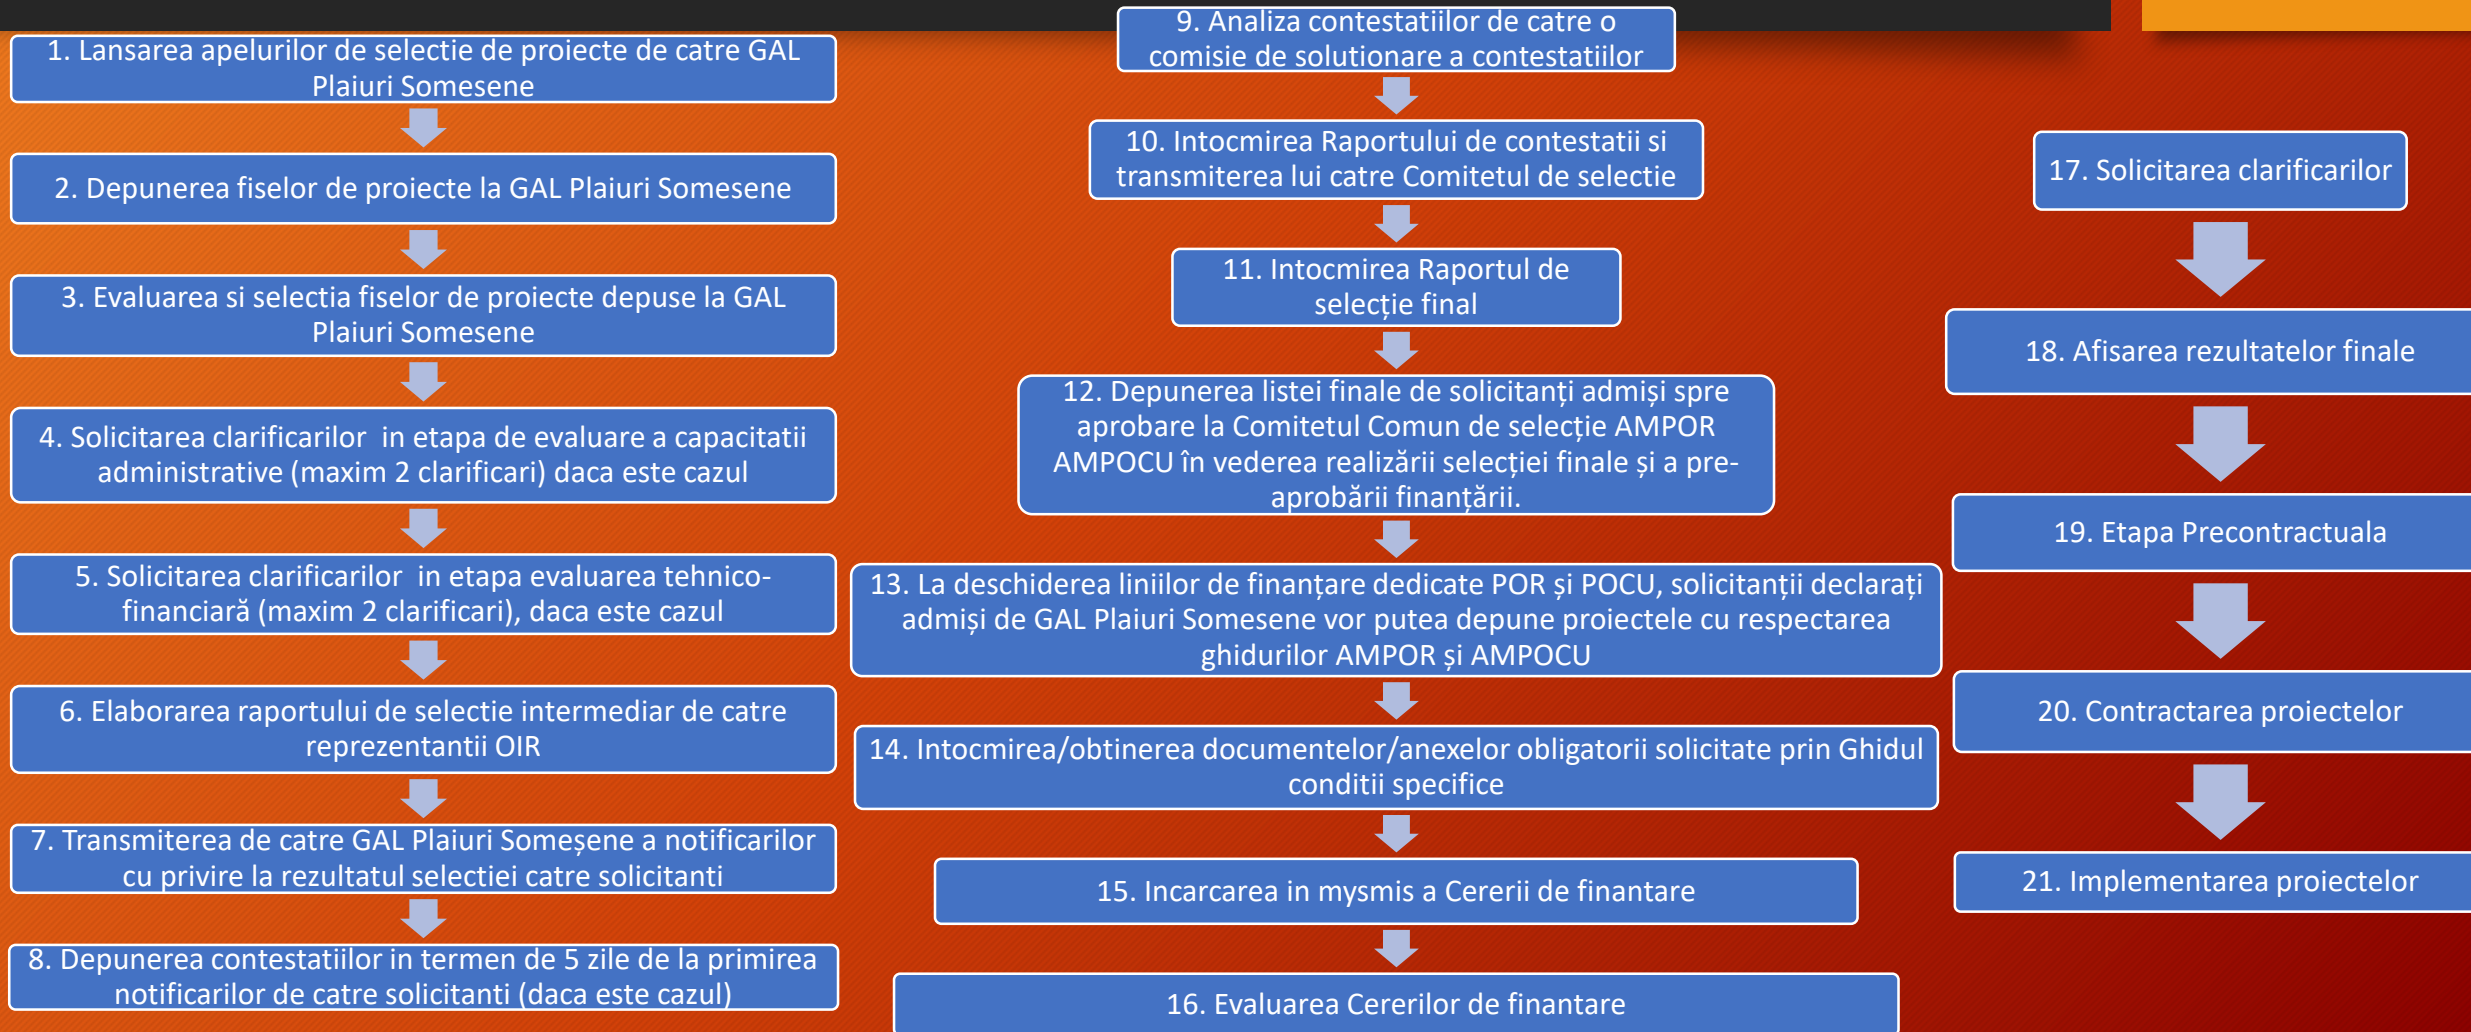 1. Lansarea apelurilor de selectie de proiecte de catre GAL
Plaiuri Somesene
2. Depunerea fiselor de proiecte la GAL Plaiuri Somesene
3. Evaluarea si selectia fiselor de proiecte depuse la GAL
Plaiuri Somesene
4. Solicitarea clarificarilor  in etapa de evaluare a capacitatii
administrative (maxim 2 clarificari) daca este cazul
5. Solicitarea clarificarilor  in etapa evaluarea tehnico-
financiară (maxim 2 clarificari), daca este cazul
6. Elaborarea raportului de selectie intermediar de catre
reprezentantii OIR
7. Transmiterea de catre GAL Plaiuri Someșene a notificarilor
cu privire la rezultatul selectiei catre solicitanti
8. Depunerea contestatiilor in termen de 5 zile de la primirea
notificarilor de catre solicitanti (daca este cazul)
9. Analiza contestatiilor de catre o
comisie de solutionare a contestatiilor
10. Intocmirea Raportului de contestatii si
transmiterea lui catre Comitetul de selectie
11. Intocmirea Raportul de
selecție final
12. Depunerea listei finale de solicitanți admiși spre
aprobare la Comitetul Comun de selecție AMPOR
AMPOCU în vederea realizării selecției finale și a pre-
aprobării finanțării.
13. La deschiderea liniilor de finanțare dedicate POR și POCU, solicitanții declarați
admiși de GAL Plaiuri Somesene vor putea depune proiectele cu respectarea
ghidurilor AMPOR și AMPOCU
14. Intocmirea/obtinerea documentelor/anexelor obligatorii solicitate prin Ghidul
conditii specifice
15. Incarcarea in mysmis a Cererii de finantare
16. Evaluarea Cererilor de finantare
17. Solicitarea clarificarilor
18. Afisarea rezultatelor finale
19. Etapa Precontractuala
20. Contractarea proiectelor
21. Implementarea proiectelor